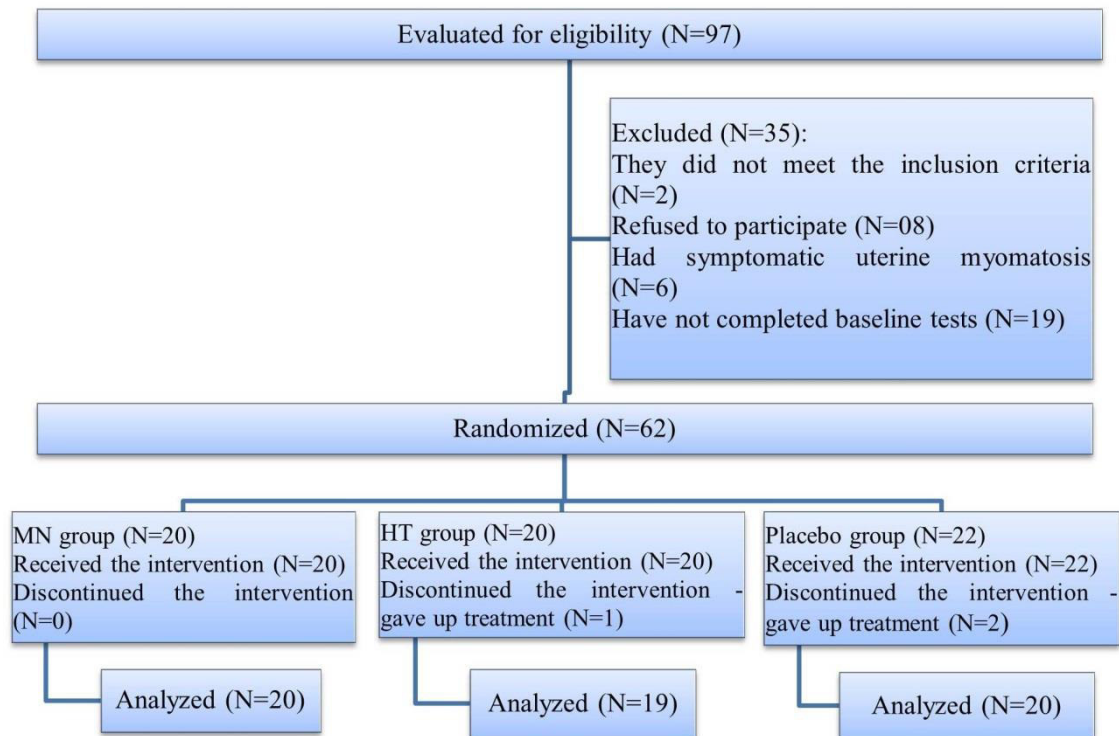 Evaluated for eligibility (N=97)
Excluded (N=35):
They did not meet the inclusion criteria
(N=2)
Refused to participate (N=08)
Had symptomatic uterine myomatosis
(N=6)
Have not completed baseline tests (N=19)
Randomized (N=62)
MN group (N=20)
Received the intervention (N=20)
Discontinued the intervention
(N=0)
HT group (N=20)
Received the intervention (N=20)
Discontinued the intervention -
gave up treatment (N=1)
Placebo group (N=22)
Received the intervention (N=22)
Discontinued the intervention -
gave up treatment (N=2)
Analyzed (N=20)
Analyzed (N=19)
Analyzed (N=20)